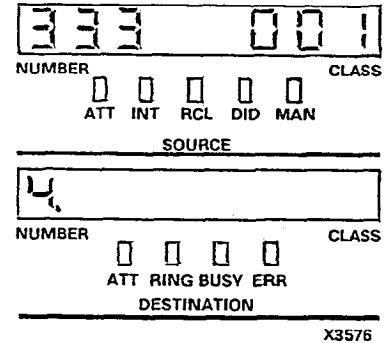 333 001
NUMBER CLASS
ATT INT RCL DID MAN
SOURCE
4.
NUMBER CLASS
ATT RING BUSY ERR
DESTINATION
X3576